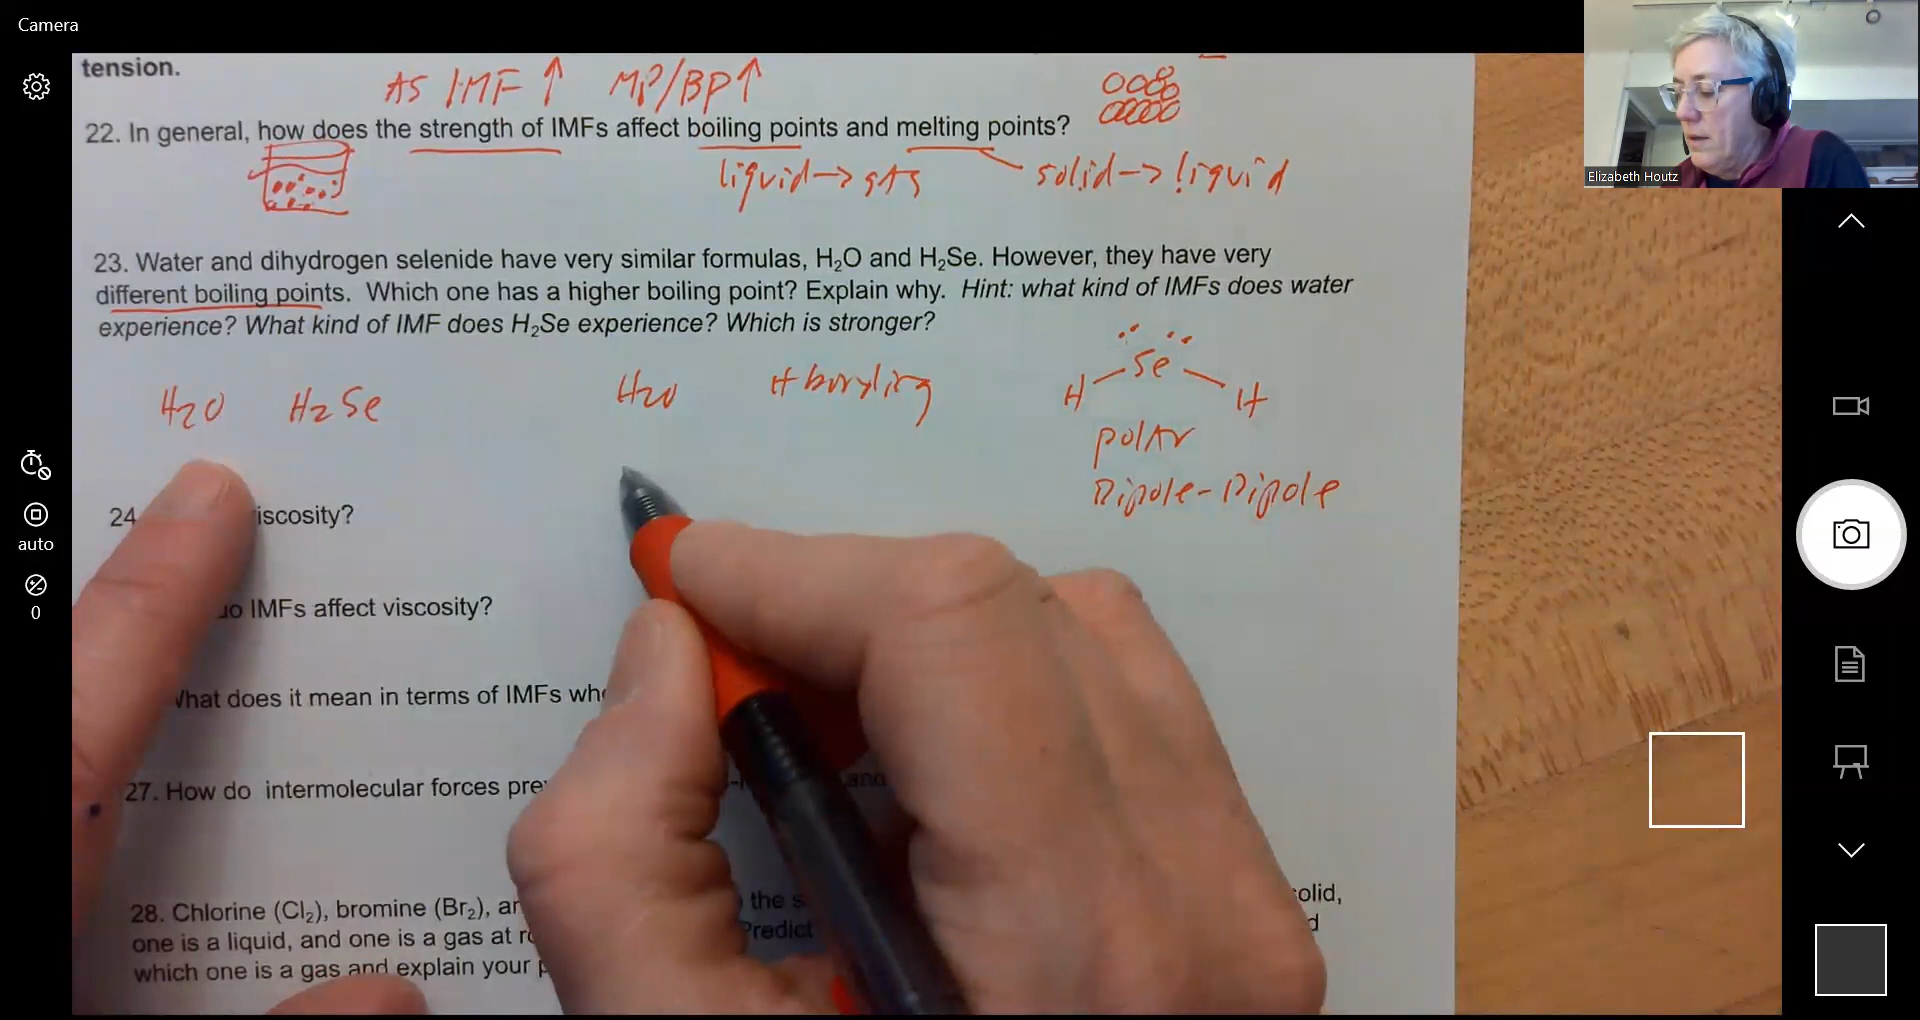 Camera
Elizabeth Houtz
auto
0
tension.
AS IMF ↑ MP/BP ↑
22. In general, how does the strength of IMFs affect boiling points and melting points?
liquid → gas solid → liquid
23. Water and dihydrogen selenide have very similar formulas, H₂O and H₂Se. However, they have very
different boiling points. Which one has a higher boiling point? Explain why. Hint: what kind of IMFs does water
experience? What kind of IMF does H₂Se experience? Which is stronger?
H₂O H₂Se H₂O H bonding
Se
H H
polar
Dipole-Dipole
24 iscosity?
do IMFs affect viscosity?
What does it mean in terms of IMFs
27. How do intermolecular forces pre
and
28. Chlorine (Cl₂), bromine (Br₂), the s olid,
one is a liquid, and one is a gas at Predict
which one is a gas and explain your